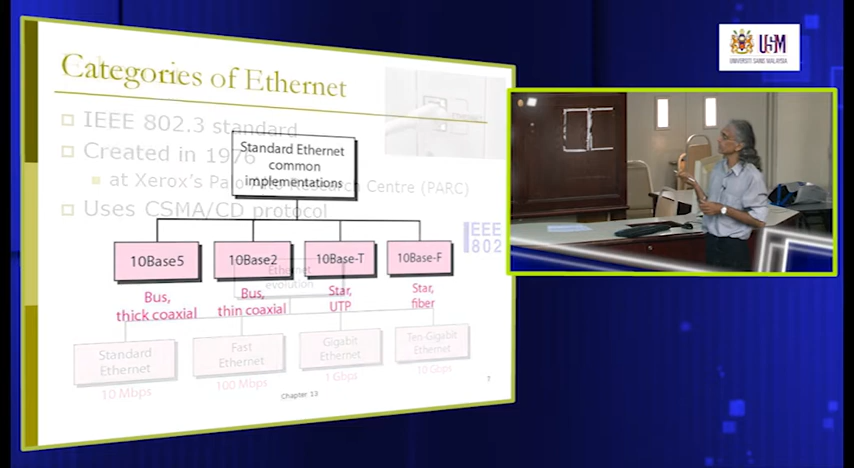 Categories of Ethernet
IEEE 802.3 standard
Created in 1976
at Xerox's Palo Research Centre (PARC)
Uses CSMA/CD protocol
Standard Ethernet
common
implementations
IEEE
802
10Base5
10Base2
10Base-T
10Base-F
Bus,
thick coaxial
Bus,
thin coaxial
Star,
UTP
Star,
fiber
Ethernet
evolution
Standard
Ethernet
Fast
Ethernet
Gigabit
Ethernet
Ten-Gigabit
Ethernet
10 Mbps
100 Mbps
1 Gbps
10 Gbps
Chapter 13
USM
UNIVERSITI SAINS MALAYSIA